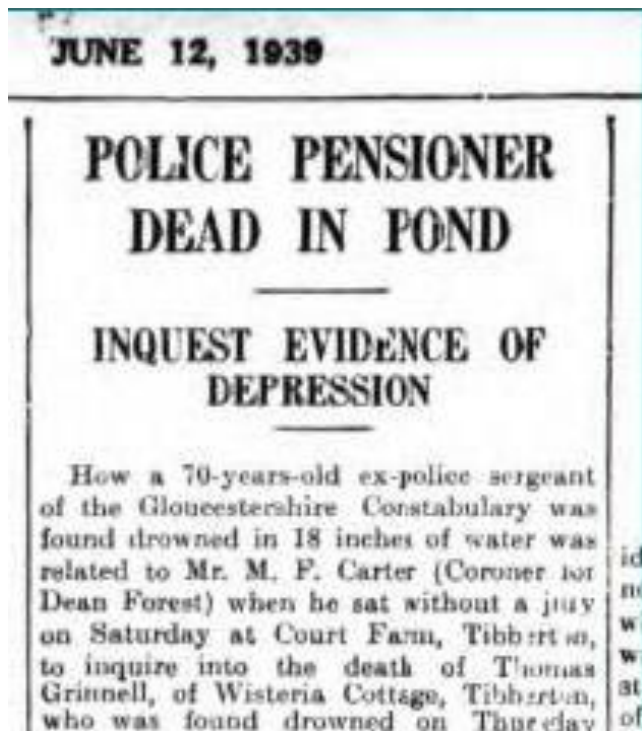 JUNE 12, 1939
POLICE PENSIONER
DEAD IN POND
INQUEST EVIDENCE OF
DEPRESSION
How a 70-years-old ex-police sergeant
of the Gloucestershire Constabulary was
found drowned in 18 inches of water was
related to Mr. M. F. Carter (Coroner for
Dean Forest) when he sat without a jury
on Saturday at Court Farm, Tibberton,
to inquire into the death of Thomas
Grinnell, of Wisteria Cottage, Tibberton,
who was found drowned on Thursday